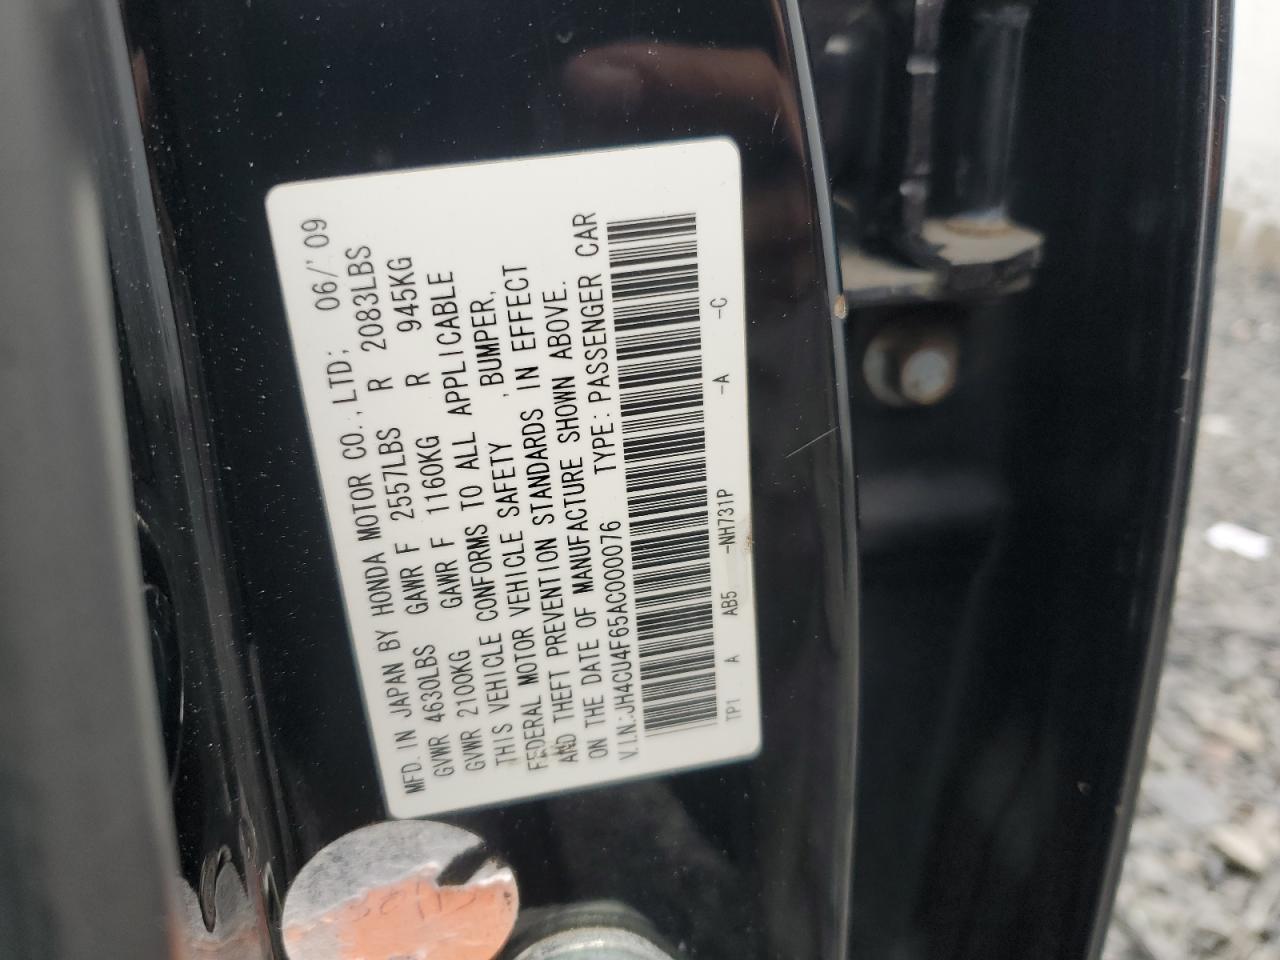 MFD. IN JAPAN BY HONDA MOTOR CO., LTD; 06/'09
GVWR 4630LBS GAWR F 2557LBS R 2083LBS
GVWR 2100KG GAWR F 1160KG R 945KG
THIS VEHICLE CONFORMS TO ALL APPLICABLE
FEDERAL MOTOR VEHICLE SAFETY , BUMPER,
AND THEFT PREVENTION STANDARDS IN EFFECT
ON THE DATE OF MANUFACTURE SHOWN ABOVE.
V.I.N.:JH4CU4F65AC000076 TYPE: PASSENGER CAR
TP1 A AB5 -NH731P -A -C